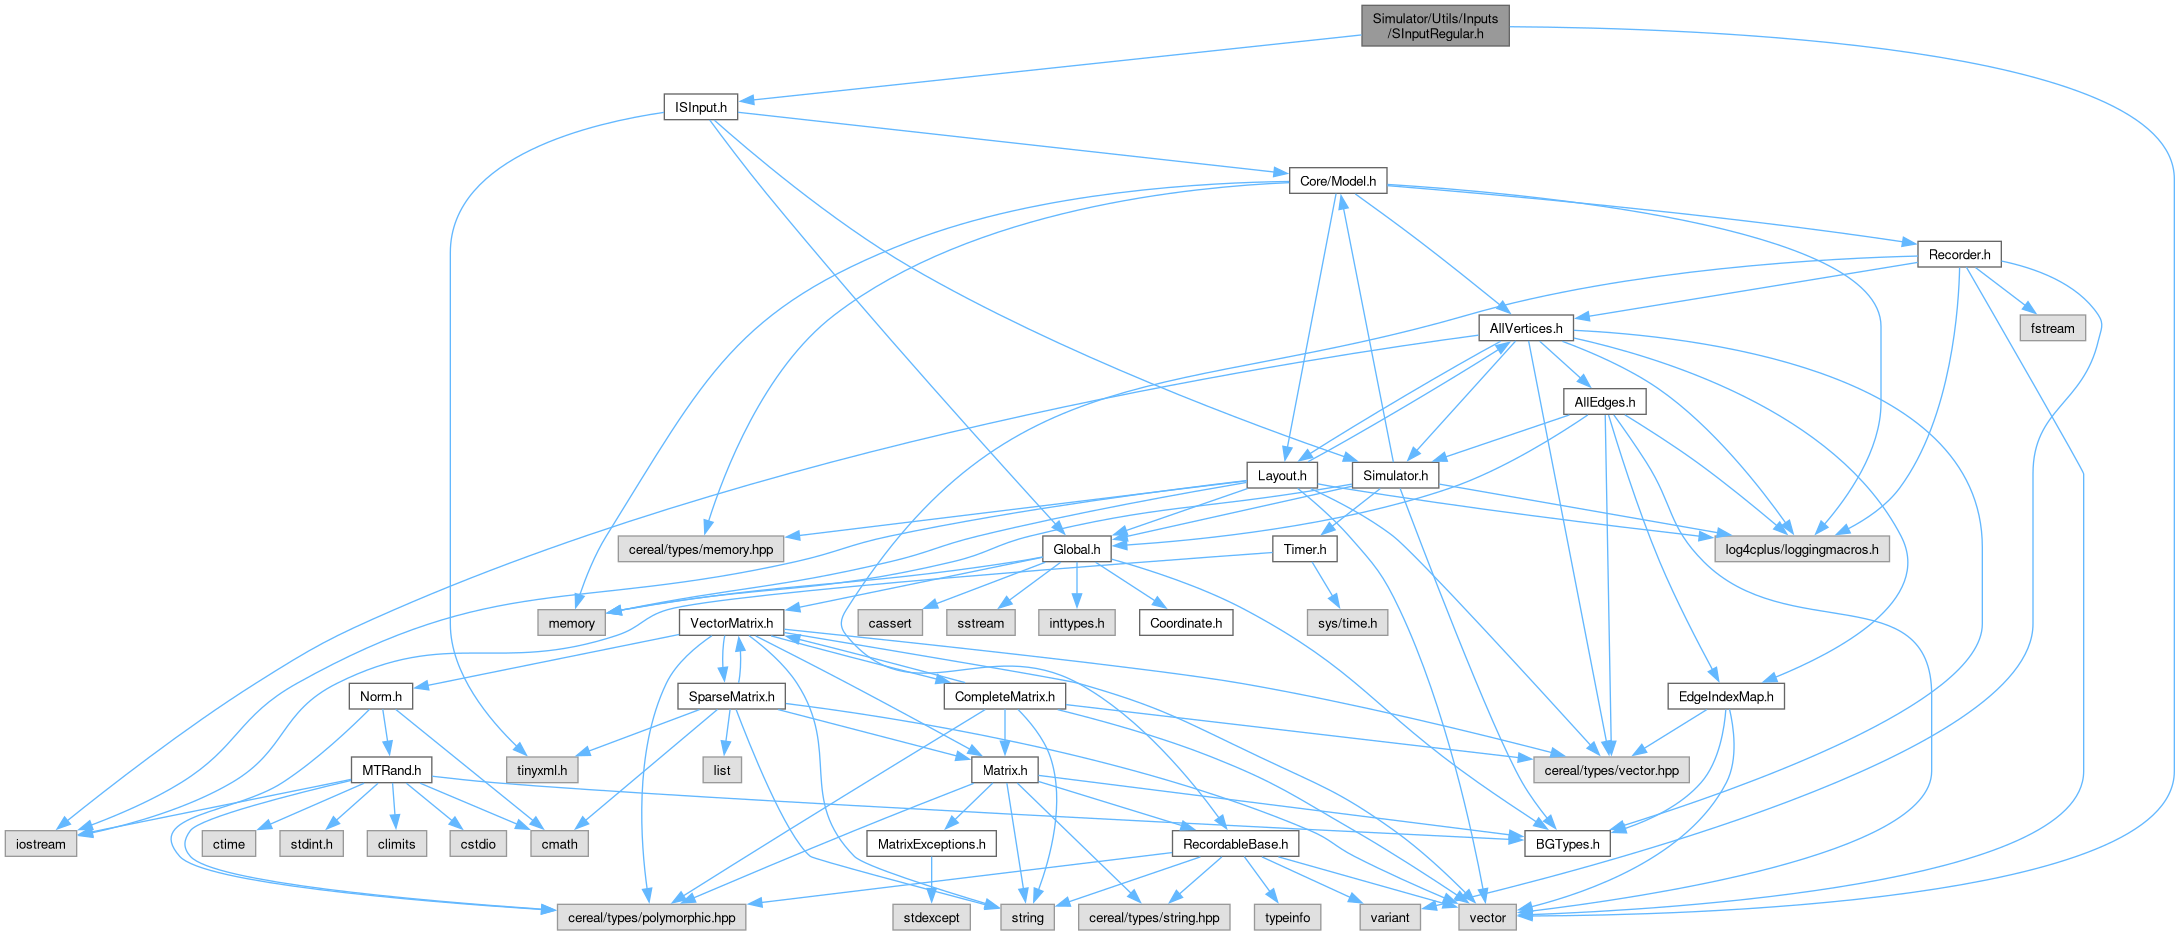 Simulator/Utils/Inputs
/SInputRegular.h
ISInput.h
Core/Model.h
Recorder.h
AllVertices.h
fstream
AllEdges.h
Layout.h
Simulator.h
cereal/types/memory.hpp
Global.h
Timer.h
log4cplus/loggingmacros.h
memory
VectorMatrix.h
cassert
sstream
inttypes.h
Coordinate.h
sys/time.h
Norm.h
SparseMatrix.h
CompleteMatrix.h
EdgeIndexMap.h
MTRand.h
tinyxml.h
list
Matrix.h
cereal/types/vector.hpp
iostream
ctime
stdint.h
climits
cstdio
cmath
MatrixExceptions.h
RecordableBase.h
BGTypes.h
cereal/types/polymorphic.hpp
stdexcept
string
cereal/types/string.hpp
typeinfo
variant
vector